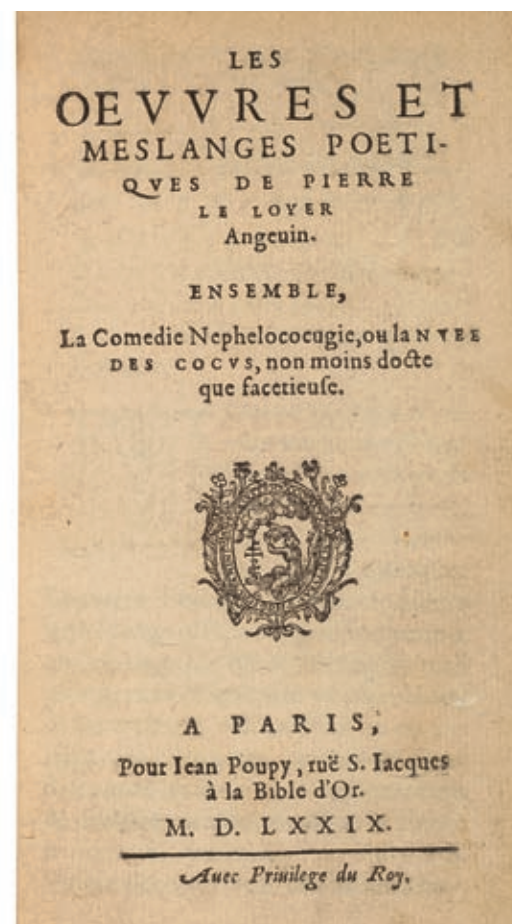 LES
OEVVRES ET
MESLANGES POETI-
QVES DE PIERRE
LE LOYER
Angeuin.
ENSEMBLE,
La Comedie Nephelococugie, ou la NVEE
DES COCVS, non moins docte
que facetieuſe.
A PARIS,
Pour Iean Poupy, ruë S. Iacques
à la Bible d'Or.
M. D. LXXIX.
Auec Priuilege du Roy.